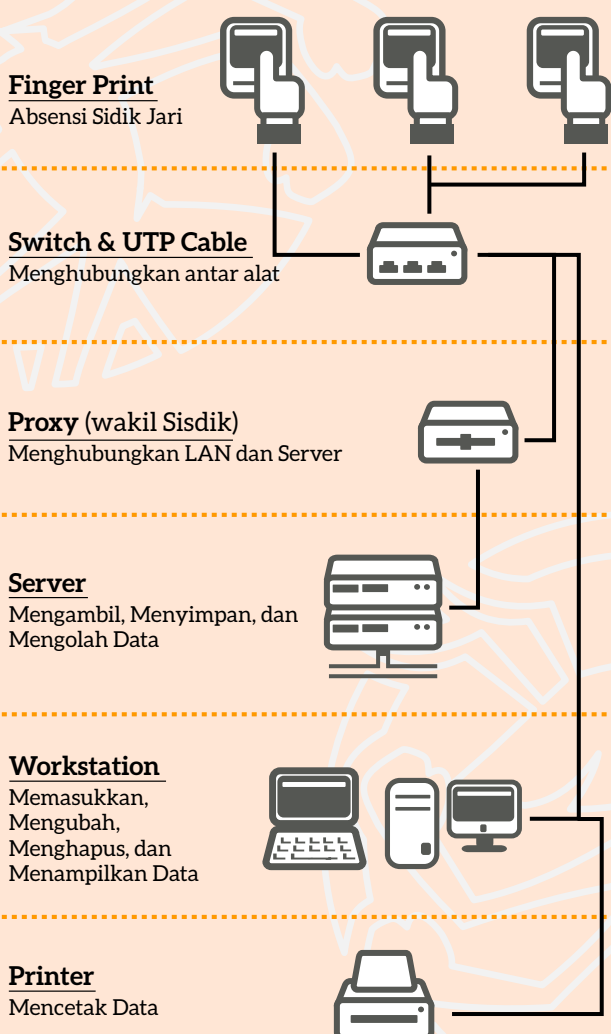 Finger Print
Absensi Sidik Jari
Switch & UTP Cable
Menghubungkan antar alat
Proxy (wakil Sisdik)
Menghubungkan LAN dan Server
Server
Mengambil, Menyimpan, dan
Mengolah Data
Workstation
Memasukkan,
Mengubah,
Menghapus, dan
Menampilkan Data
Printer
Mencetak Data